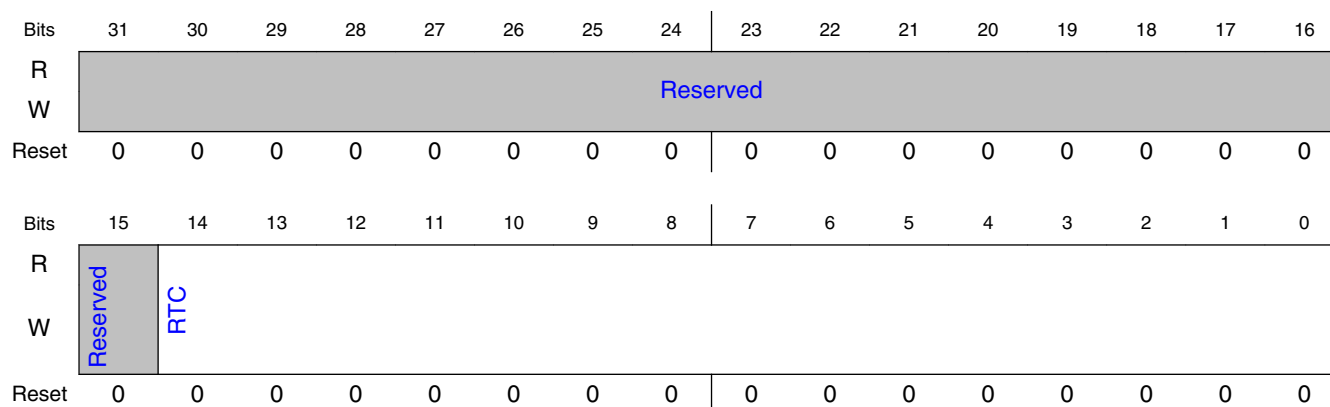 Bits 31 30 29 28 27 26 25 24 23 22 21 20 19 18 17 16
R
Reserved
W
Reset 0 0 0 0 0 0 0 0 0 0 0 0 0 0 0 0
Bits 15 14 13 12 11 10 9 8 7 6 5 4 3 2 1 0
R
Reserved RTC
W
Reset 0 0 0 0 0 0 0 0 0 0 0 0 0 0 0 0